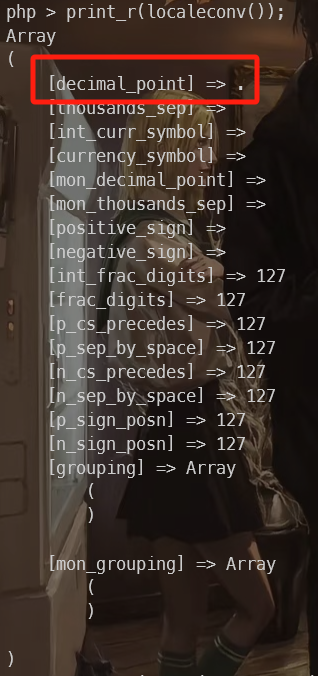 php > print_r(localeconv());
Array
(
    [decimal_point] => .
    [thousands_sep] =>
    [int_curr_symbol] =>
    [currency_symbol] =>
    [mon_decimal_point] =>
    [mon_thousands_sep] =>
    [positive_sign] =>
    [negative_sign] =>
    [int_frac_digits] => 127
    [frac_digits] => 127
    [p_cs_precedes] => 127
    [p_sep_by_space] => 127
    [n_cs_precedes] => 127
    [n_sep_by_space] => 127
    [p_sign_posn] => 127
    [n_sign_posn] => 127
    [grouping] => Array
        (
        )
    [mon_grouping] => Array
        (
        )
)